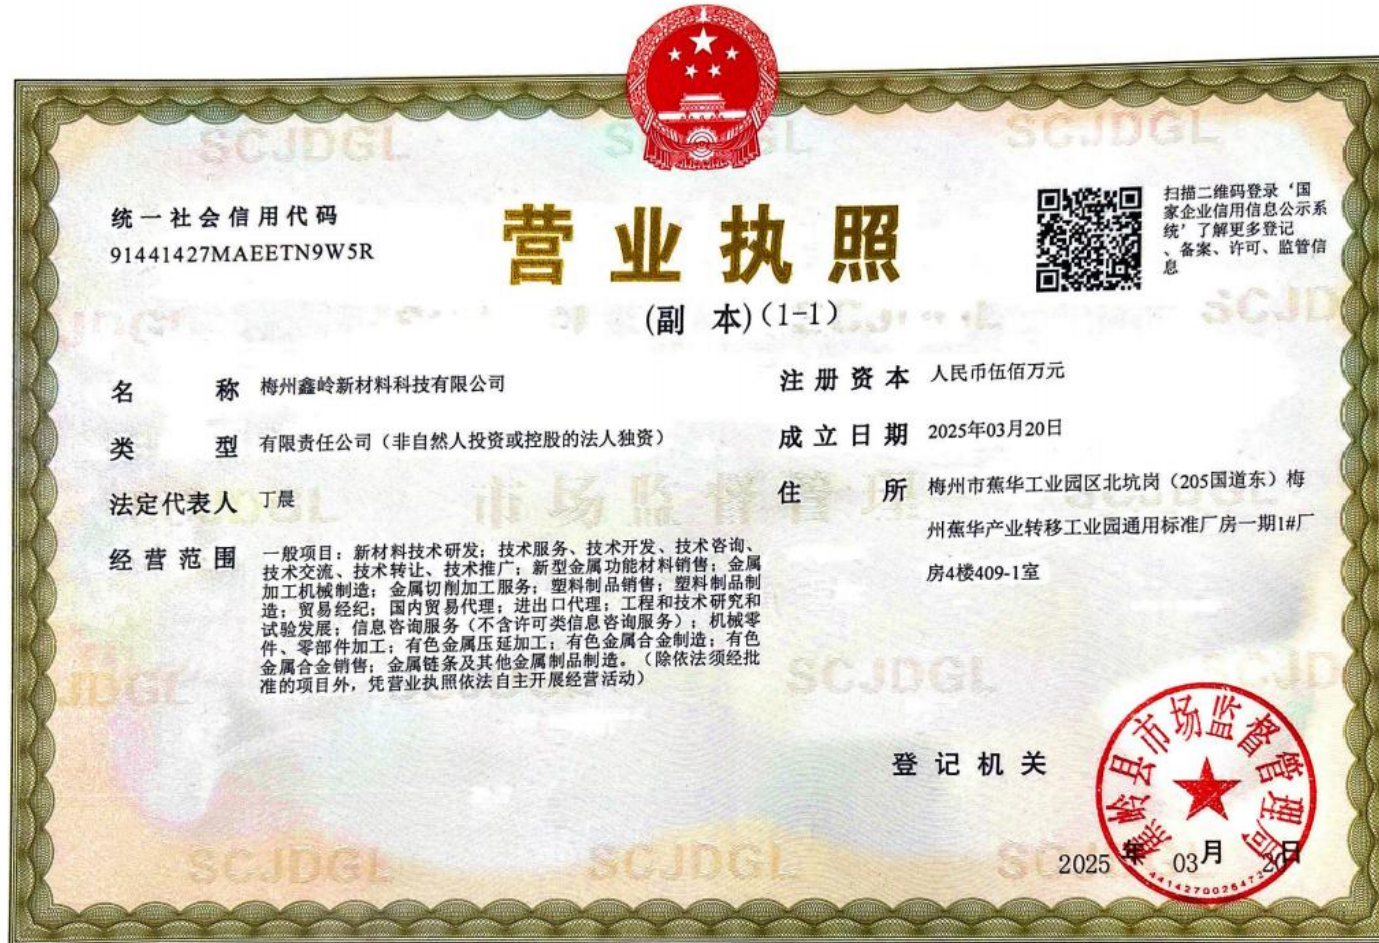 统一社会信用代码
91441427MAEETN9W5R
营业执照
(副 本)(1-1)
扫描二维码登录‘国
家企业信用信息公示系
统’了解更多登记
、备案、许可、监管信
息
名 称 梅州鑫岭新材料科技有限公司
类 型 有限责任公司（非自然人投资或控股的法人独资）
法定代表人 丁晨
经营范围 一般项目：新材料技术研发；技术服务、技术开发、技术咨询、
技术交流、技术转让、技术推广；新型金属功能材料销售；金属
加工机械制造；金属切削加工服务；塑料制品销售；塑料制品制
造；贸易经纪；国内贸易代理；进出口代理；工程和技术研究和
试验发展；信息咨询服务（不含许可类信息咨询服务）；机械零
件、零部件加工；有色金属压延加工；有色金属合金制造；有色
金属合金销售；金属链条及其他金属制品制造。（除依法须经批
准的项目外，凭营业执照依法自主开展经营活动）
注册资本 人民币伍佰万元
成立日期 2025年03月20日
住 所 梅州市蕉华工业园区北坑岗（205国道东）梅
州蕉华产业转移工业园通用标准厂房一期1#厂
房4楼409-1室
登记机关
蕉岭县市场监督管理局
2025 年 03月 20日
SCJDGL
SCJDGL
市场监督管理
SCJDGL
SCJDGL
SCJDGL